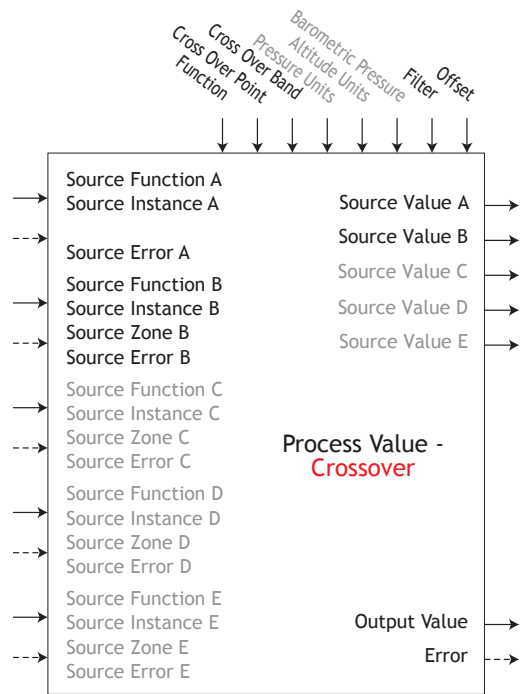 Function
Cross Over Point
Cross Over Band
Pressure Units
Altitude Units
Barometric Pressure
Filter
Offset
Source Function A
Source Instance A
Source Error A
Source Function B
Source Instance B
Source Zone B
Source Error B
Source Function C
Source Instance C
Source Zone C
Source Error C
Source Function D
Source Instance D
Source Zone D
Source Error D
Source Function E
Source Instance E
Source Zone E
Source Error E
Source Value A
Source Value B
Source Value C
Source Value D
Source Value E
Process Value -
Crossover
Output Value
Error